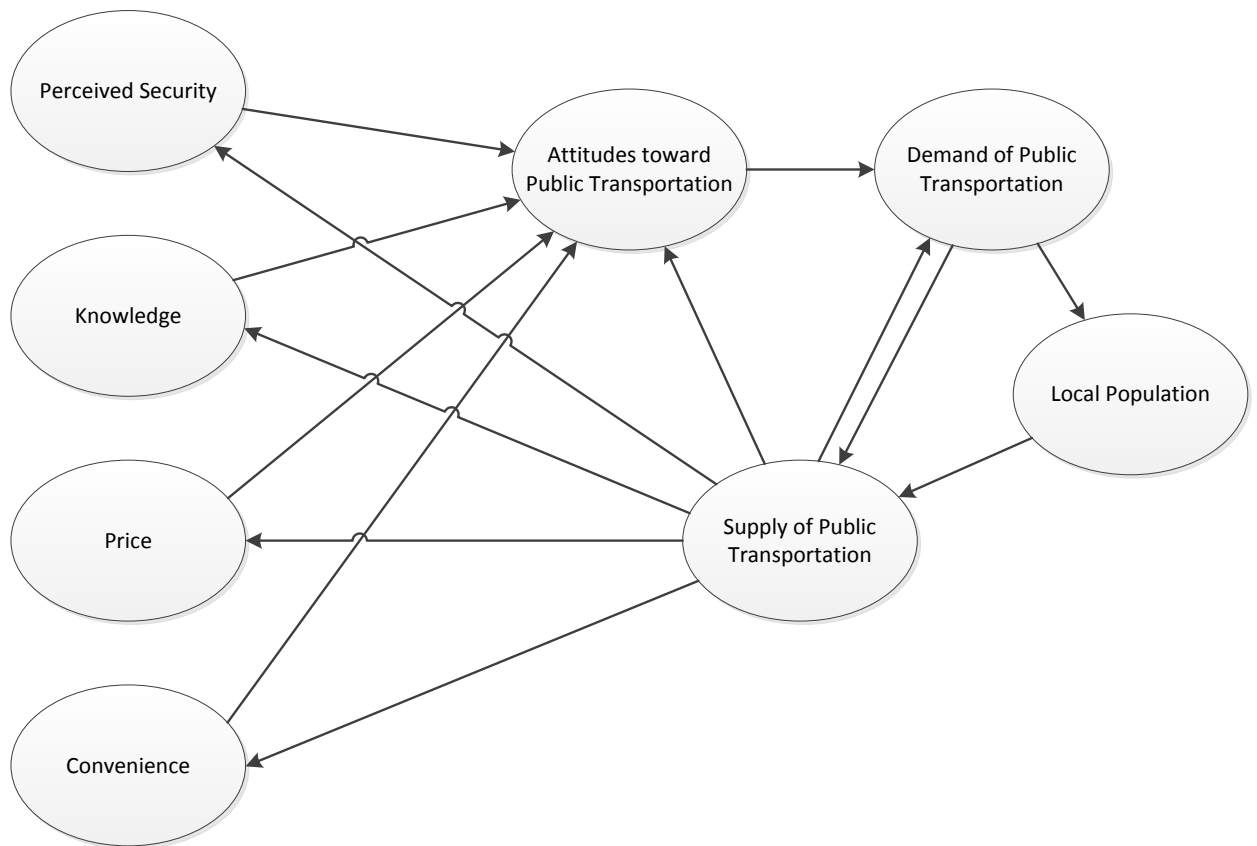 Perceived Security
Attitudes toward
Public Transportation
Demand of Public
Transportation
Knowledge
Local Population
Price
Supply of Public
Transportation
Convenience